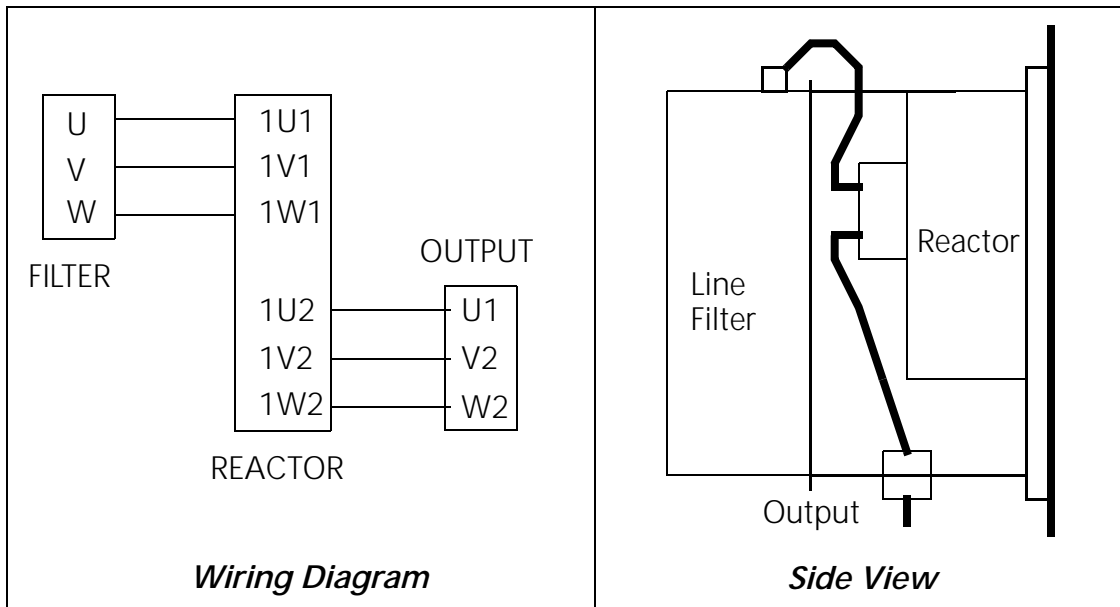 U
V
W
FILTER
1U1
1V1
1W1
1U2
1V2
1W2
REACTOR
OUTPUT
U1
V2
W2
Wiring Diagram
Line
Filter
Reactor
Output
Side View